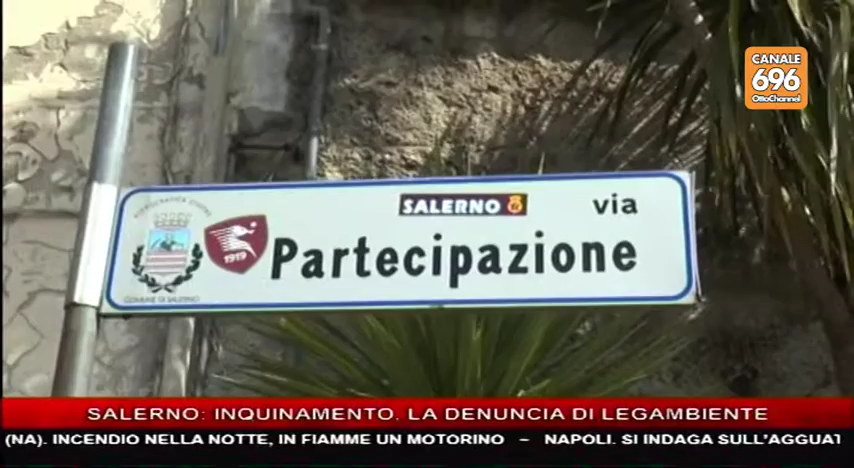 CANALE
696
OttoChannel
SALERNO
via
1919
Partecipazione
COMUNE DI SALERNO
SALERNO: INQUINAMENTO. LA DENUNCIA DI LEGAMBIENTE
(NA). INCENDIO NELLA NOTTE, IN FIAMME UN MOTORINO – NAPOLI. SI INDAGA SULL'AGGUAT